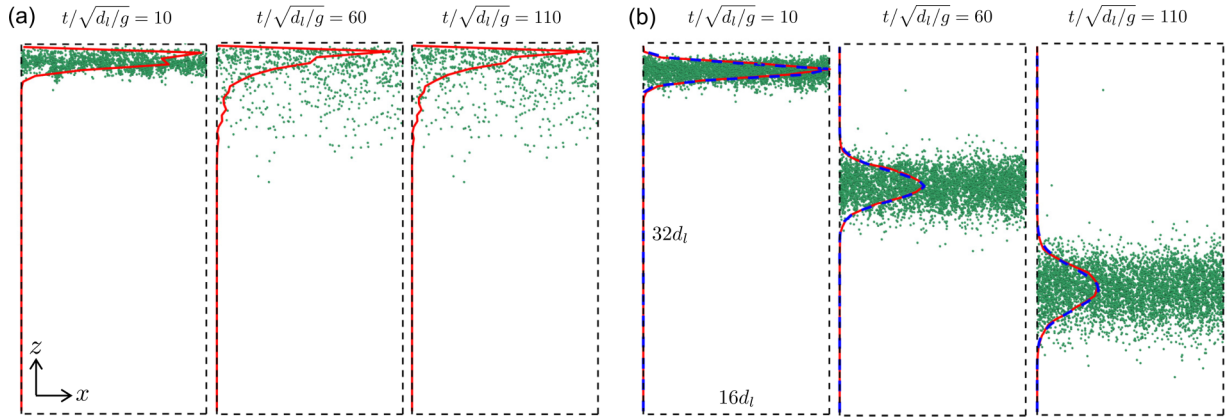 (a) t/√(d_l/g) = 10 t/√(d_l/g) = 60 t/√(d_l/g) = 110
z
x
(b) t/√(d_l/g) = 10 t/√(d_l/g) = 60 t/√(d_l/g) = 110
32d_l
16d_l